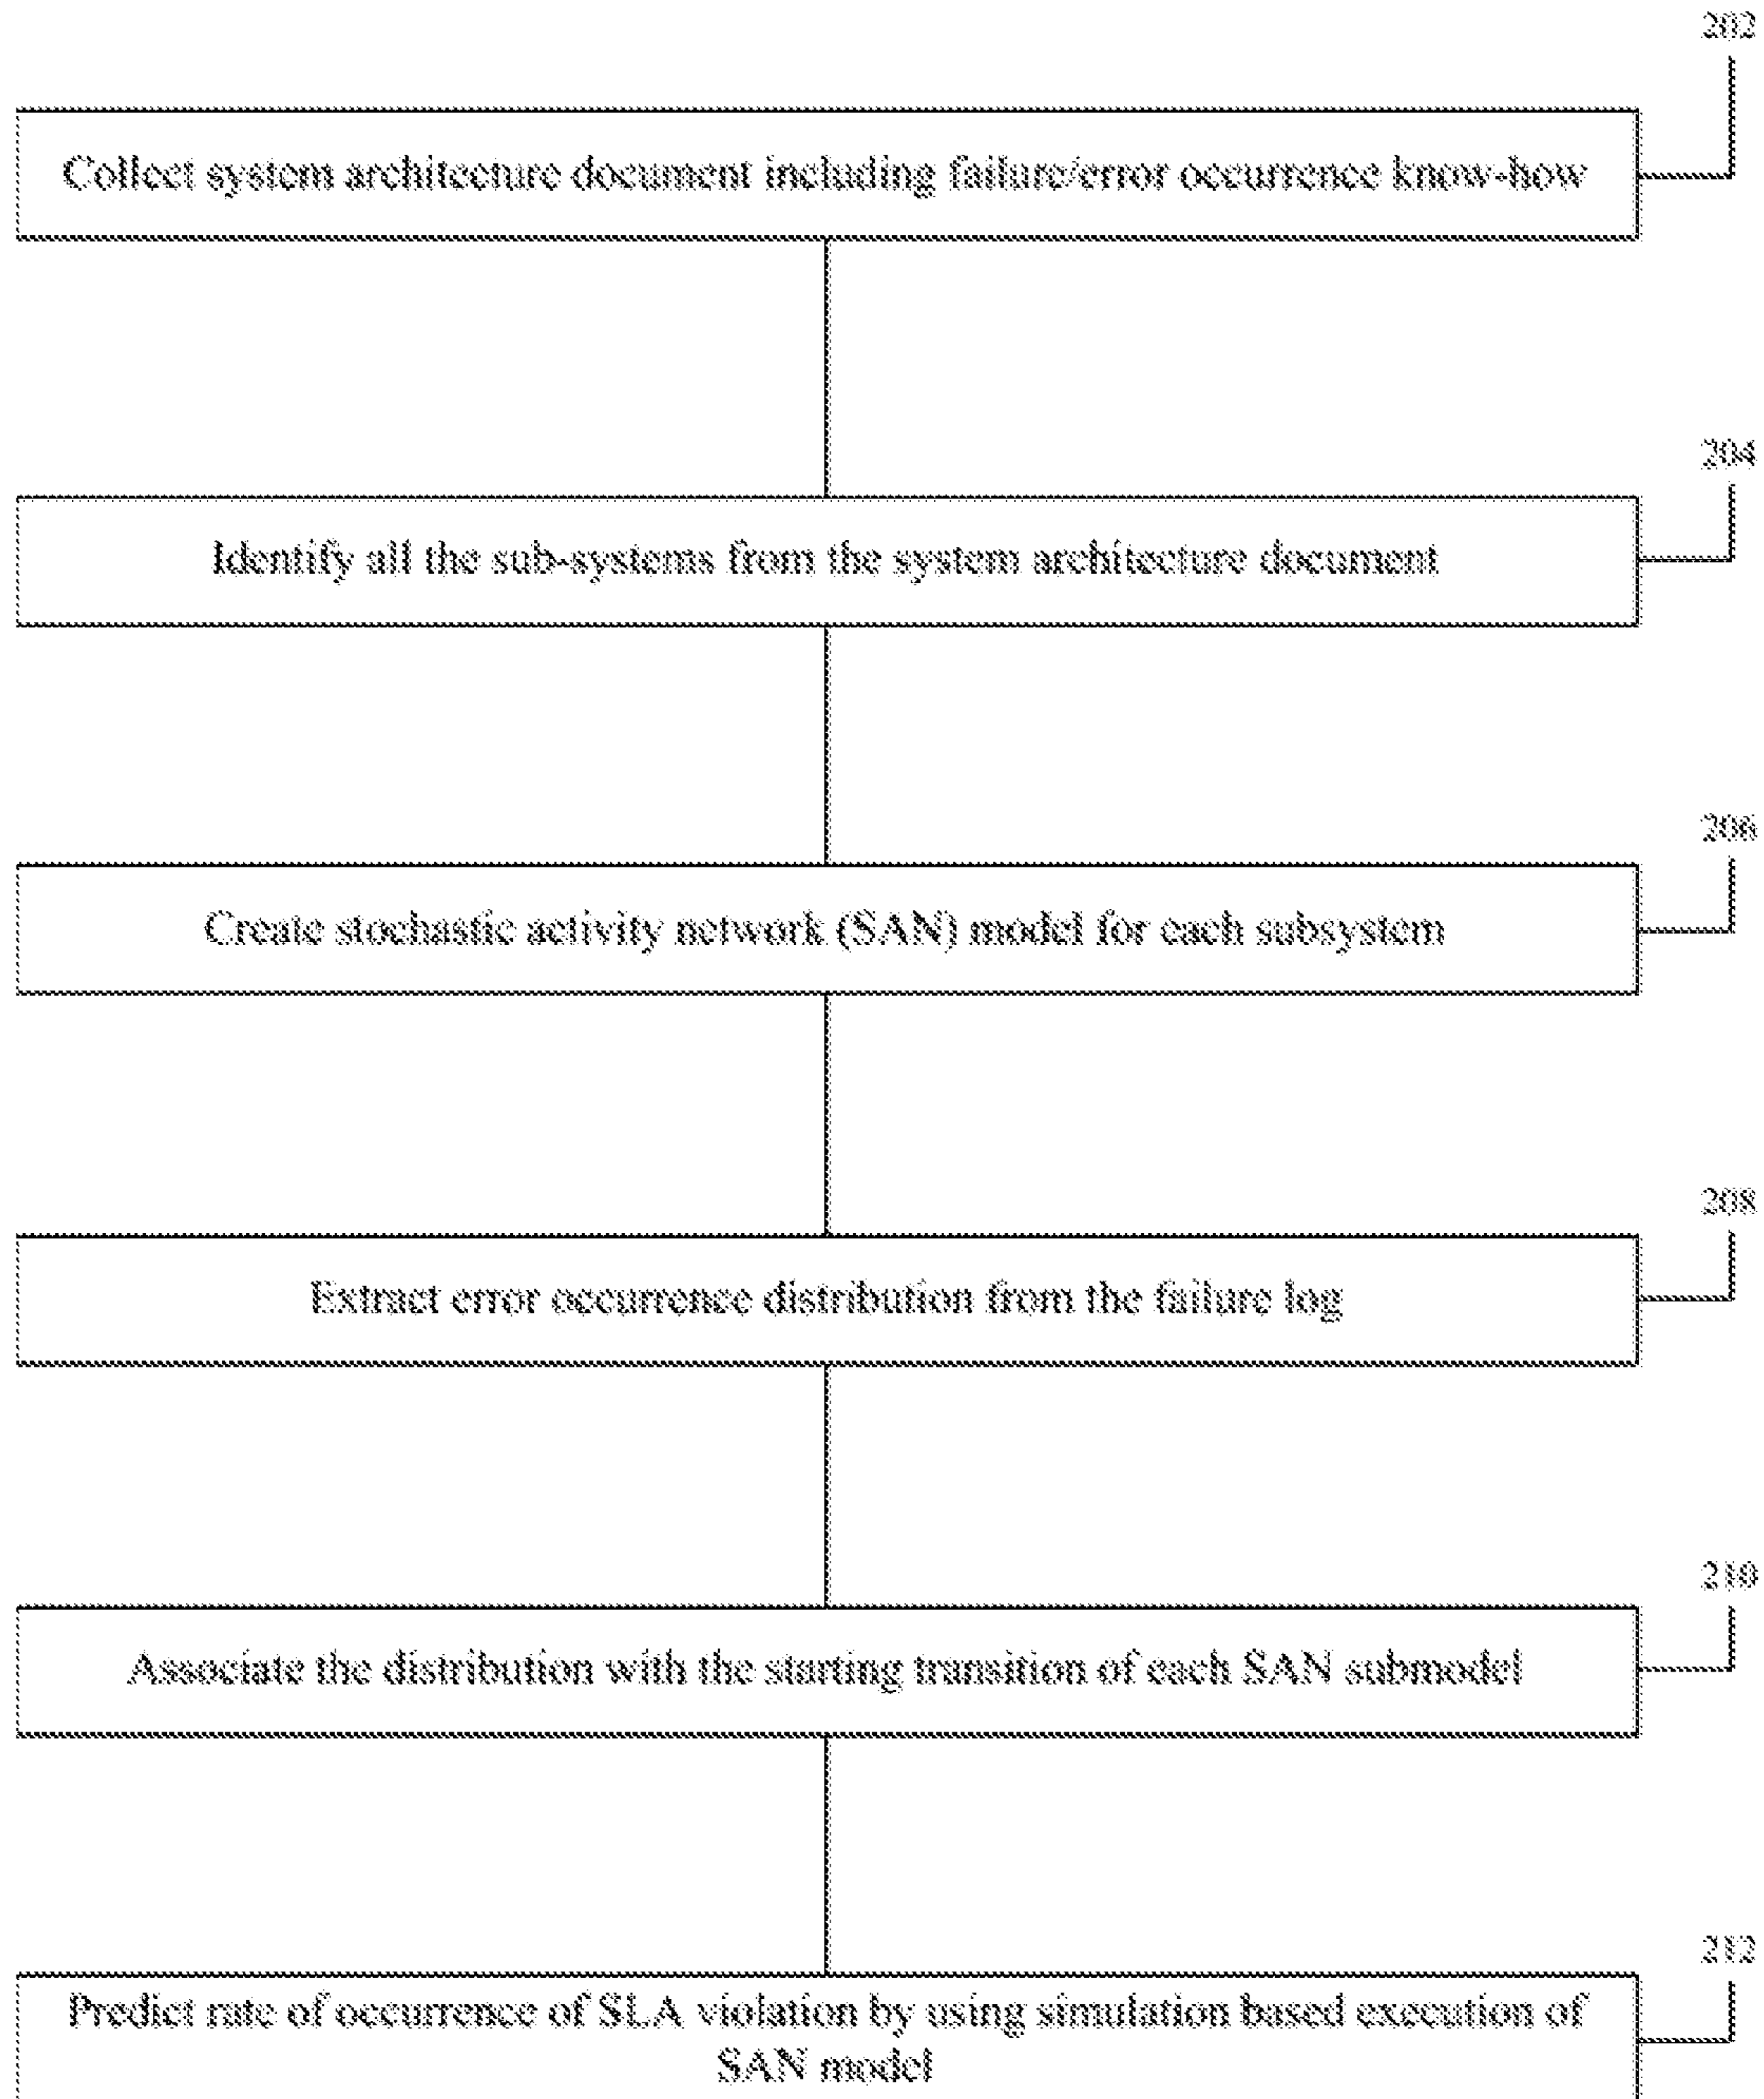 202
Collect system architecture document including failure/error occurrence know-how
204
Identify all the sub-systems from the system architecture document
206
Create stochastic activity network (SAN) model for each subsystem
208
Extract error occurrence distribution from the failure log
210
Associate the distribution with the starting transition of each SAN submodel
212
Predict rate of occurrence of SLA violation by using simulation based execution of
SAN model